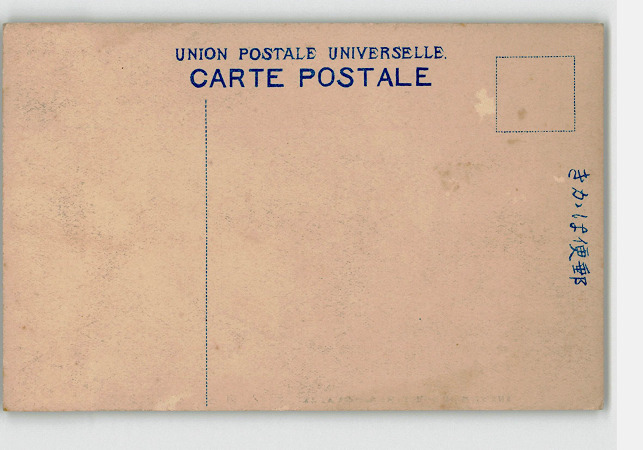 UNION POSTALE UNIVERSELLE.
CARTE POSTALE
きかは便郵